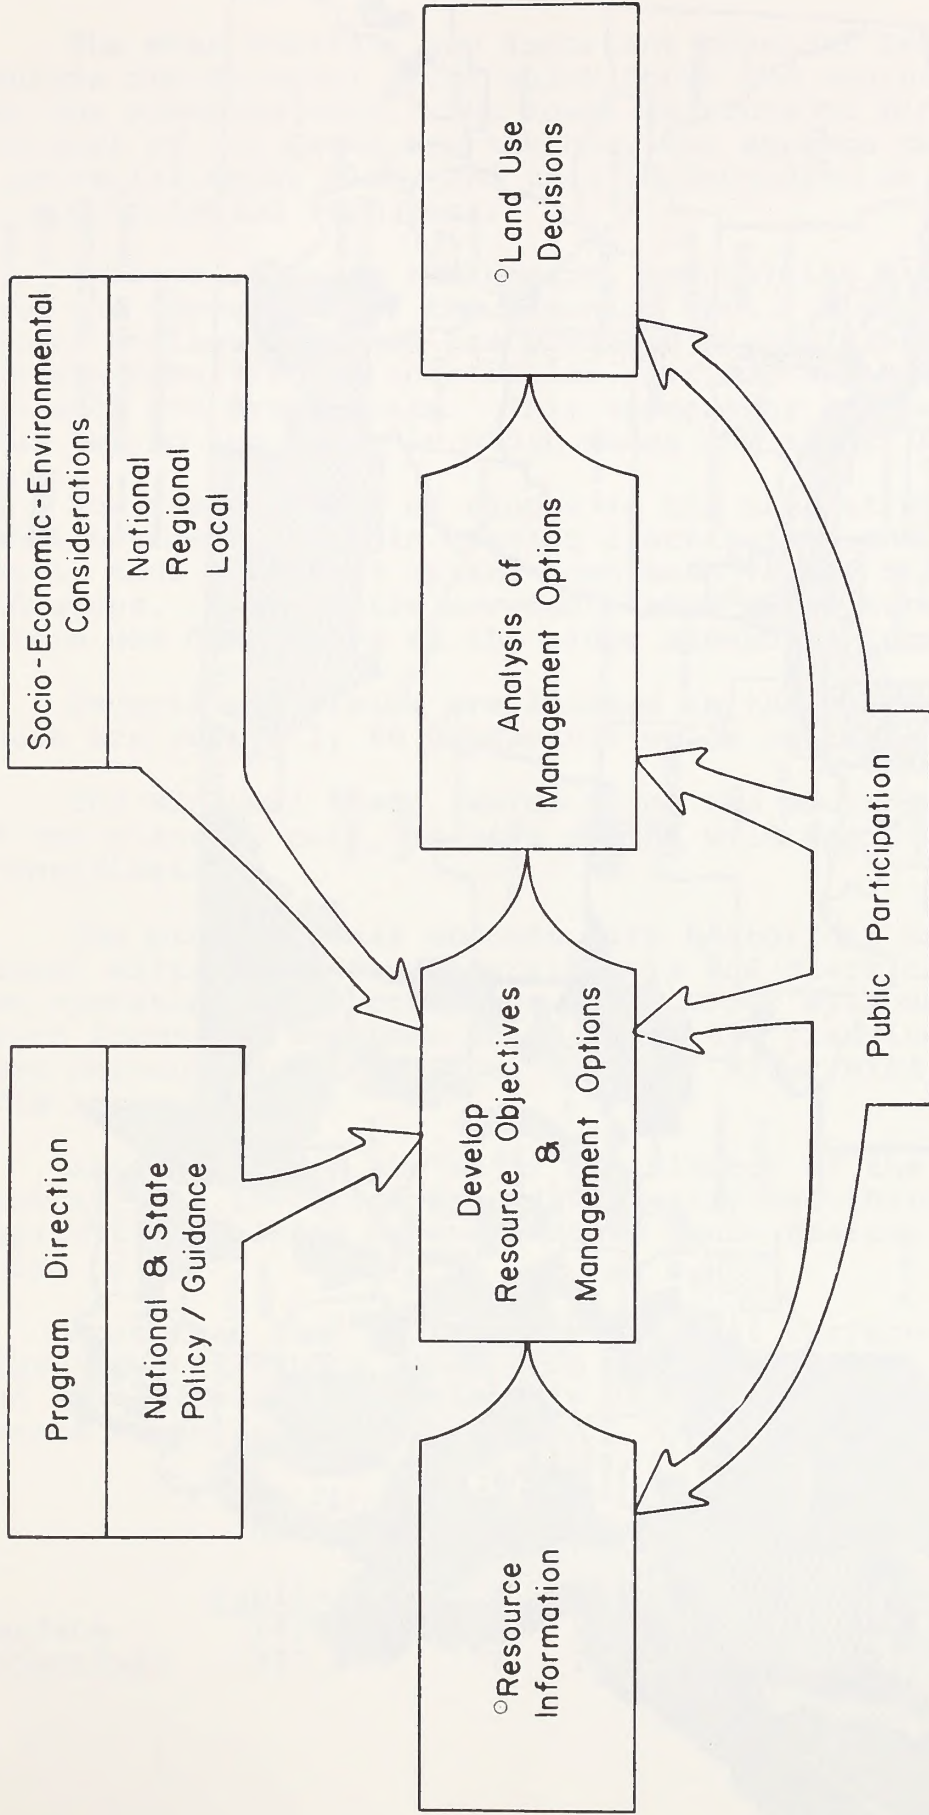 Program Direction
National & State
Policy / Guidance
Socio-Economic-Environmental
Considerations
National
Regional
Local
○Resource
Information
Develop
Resource Objectives
&
Management Options
Analysis of
Management Options
○Land Use
Decisions
Public Participation